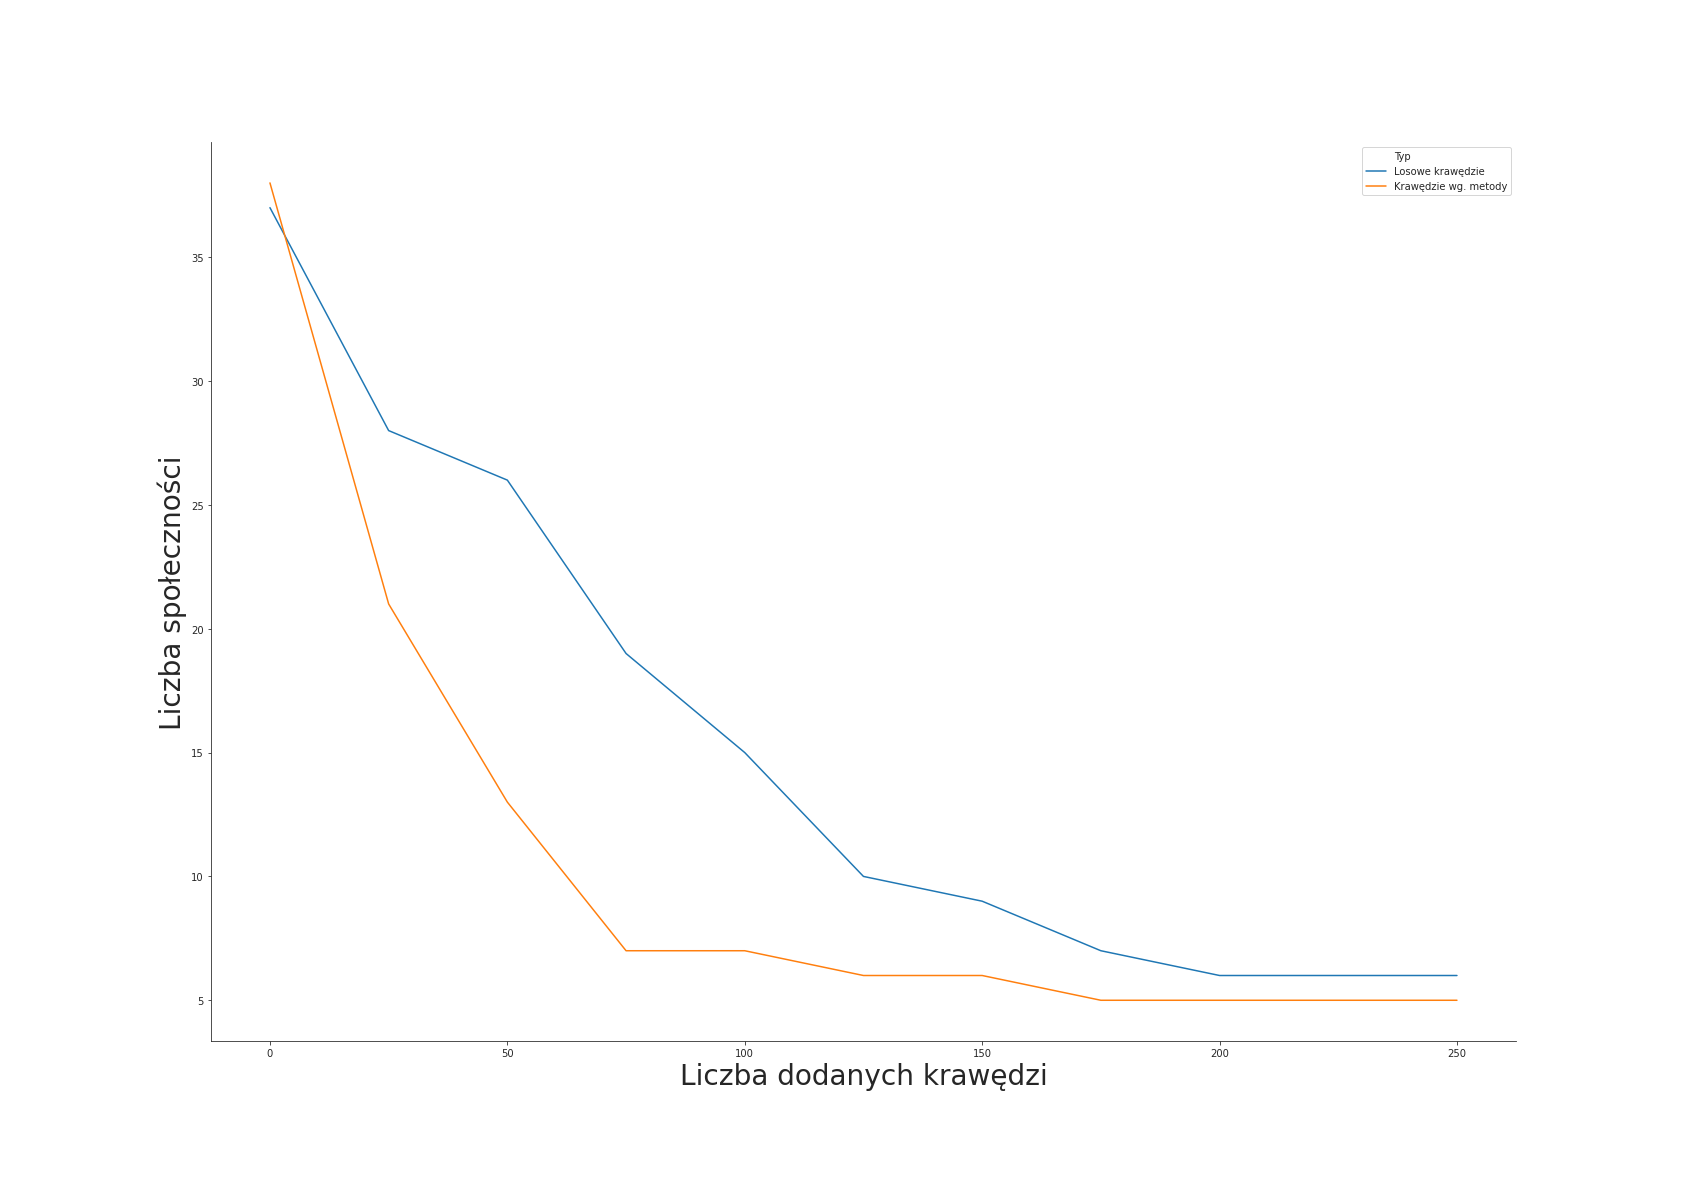 Typ
Losowe krawędzie
Krawędzie wg. metody
Liczba społeczności
35
30
25
20
15
10
5
0 50 100 150 200 250
Liczba dodanych krawędzi